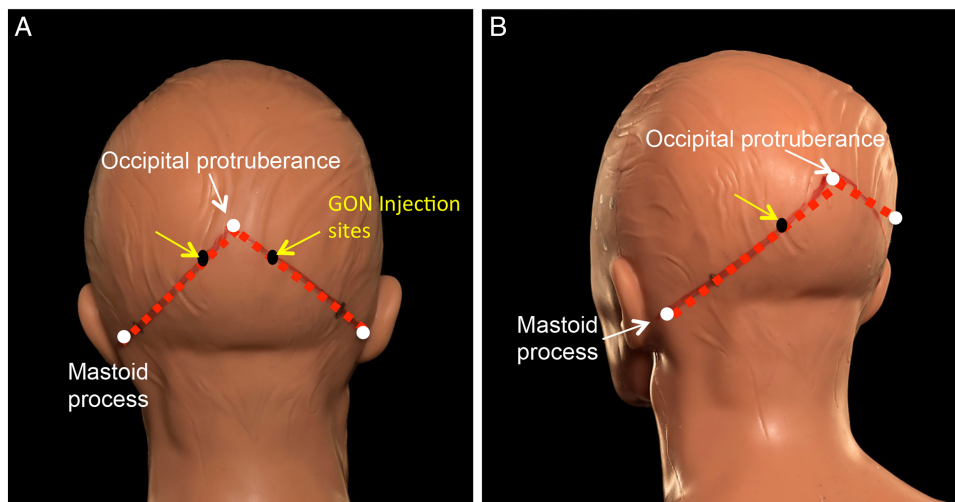 A
Occipital protruberance
GON Injection
sites
Mastoid
process
B
Occipital protruberance
Mastoid
process